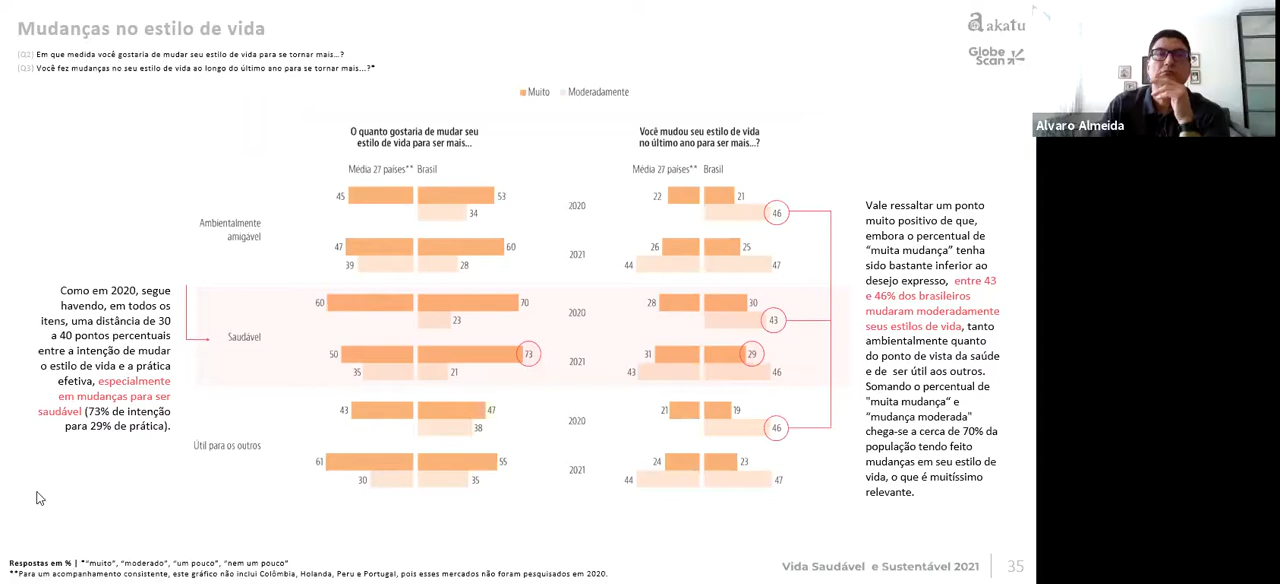 Mudanças no estilo de vida
(Q2) Em que medida você gostaria de mudar seu estilo de vida para se tornar mais...?
(Q3) Você fez mudanças no seu estilo de vida ao longo do último ano para se tornar mais...?*
akatu
Globe
Scan
Alvaro Almeida
Muito Moderadamente
O quanto gostaria de mudar seu
estilo de vida para ser mais...
Você mudou seu estilo de vida
no último ano para ser mais...?
Média 27 países** Brasil
Média 27 países** Brasil
Ambientalmente
amigável
45 53 2020 22 21
34 46
47 60 2021 26 25
39 28 44 47
Saudável
60 70 2020 28 30
23 43
50 73 2021 31 29
35 21 43 46
Útil para os outros
43 47 2020 21 19
38 46
61 55 2021 24 23
30 35 44 47
Como em 2020, segue
havendo, em todos os
itens, uma distância de 30
a 40 pontos percentuais
entre a intenção de mudar
o estilo de vida e a prática
efetiva, especialmente
em mudanças para ser
saudável (73% de intenção
para 29% de prática).
Vale ressaltar um ponto
muito positivo de que,
embora o percentual de
“muita mudança” tenha
sido bastante inferior ao
desejo expresso, entre 43
e 46% dos brasileiros
mudaram moderadamente
seus estilos de vida, tanto
ambientalmente quanto
do ponto de vista da saúde
e de ser útil aos outros.
Somando o percentual de
"muita mudança“ e
“mudança moderada"
chega-se a cerca de 70% da
população tendo feito
mudanças em seu estilo de
vida, o que é muitíssimo
relevante.
Respostas em % | *“muito”, “moderado”, “um pouco”, “nem um pouco”
**Para um acompanhamento consistente, este gráfico não inclui Colômbia, Holanda, Peru e Portugal, pois esses mercados não foram pesquisados em 2020.
Vida Saudável e Sustentável 2021 35